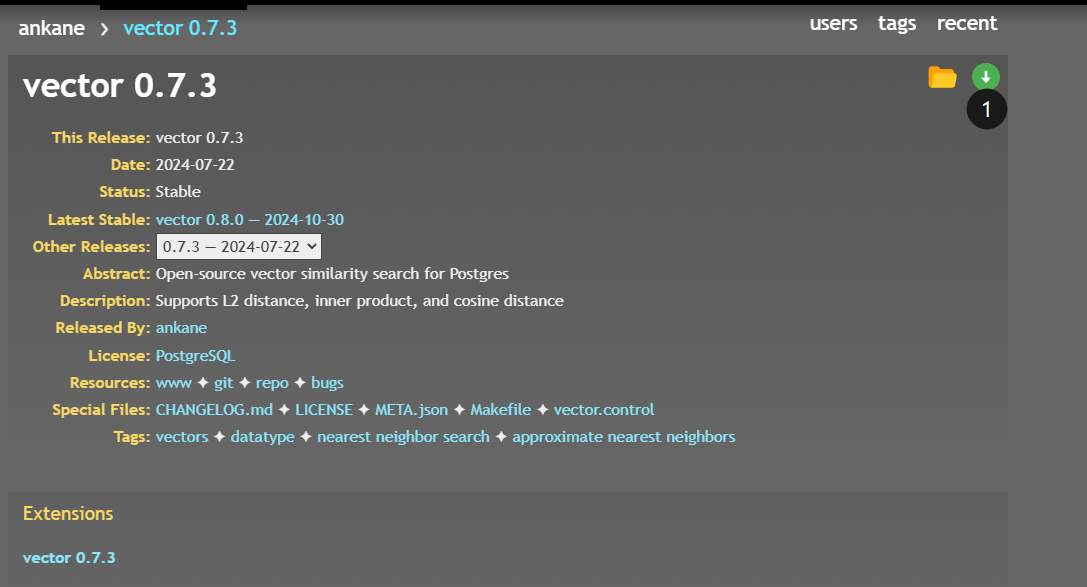 ankane › vector 0.7.3
users tags recent
vector 0.7.3
1
This Release: vector 0.7.3
Date: 2024-07-22
Status: Stable
Latest Stable: vector 0.8.0 — 2024-10-30
Other Releases: 0.7.3 — 2024-07-22
Abstract: Open-source vector similarity search for Postgres
Description: Supports L2 distance, inner product, and cosine distance
Released By: ankane
License: PostgreSQL
Resources: www ✦ git ✦ repo ✦ bugs
Special Files: CHANGELOG.md ✦ LICENSE ✦ META.json ✦ Makefile ✦ vector.control
Tags: vectors ✦ datatype ✦ nearest neighbor search ✦ approximate nearest neighbors
Extensions
vector 0.7.3